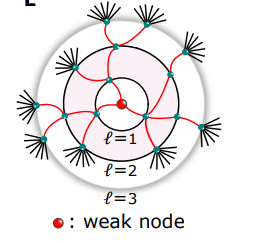 ℓ=1
ℓ=2
ℓ=3
: weak node